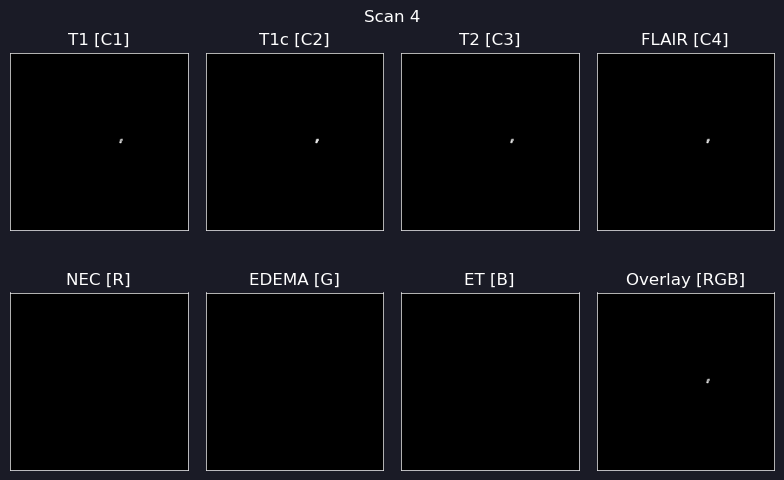 Scan 4
T1 [C1]
T1c [C2]
T2 [C3]
FLAIR [C4]
NEC [R]
EDEMA [G]
ET [B]
Overlay [RGB]